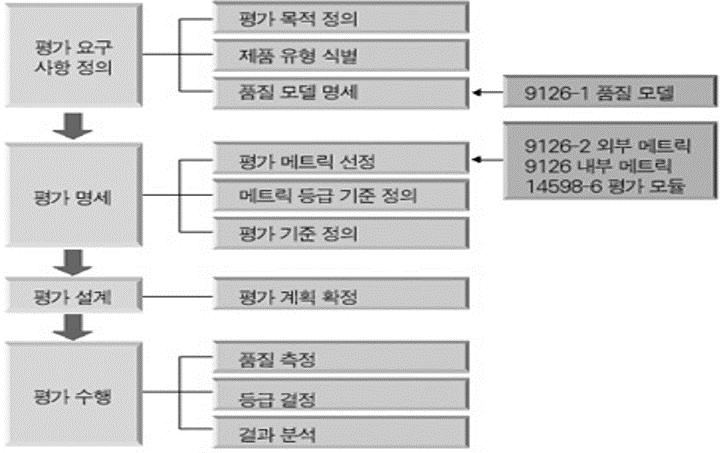 평가 요구
사항 정의
평가 목적 정의
제품 유형 식별
품질 모델 명세
9126-1 품질 모델
평가 명세
평가 메트릭 선정
메트릭 등급 기준 정의
평가 기준 정의
9126-2 외부 메트릭
9126 내부 메트릭
14598-6 평가 모듈
평가 설계
평가 계획 확정
평가 수행
품질 측정
등급 결정
결과 분석